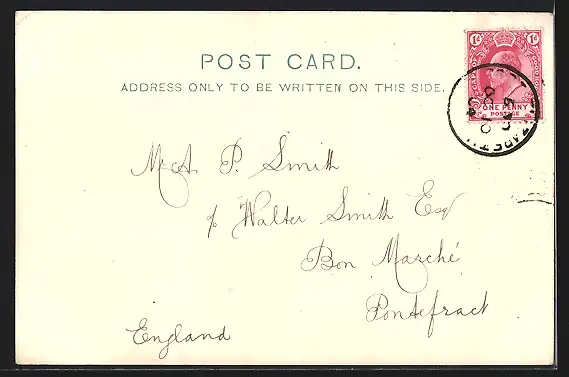 POST CARD.
ADDRESS ONLY TO BE WRITTEN ON THIS SIDE.
1d 1d
ONE PENNY
POSTAGE
P. Smith
Walter Smith Esq
Bon Marché
Pontefract
England